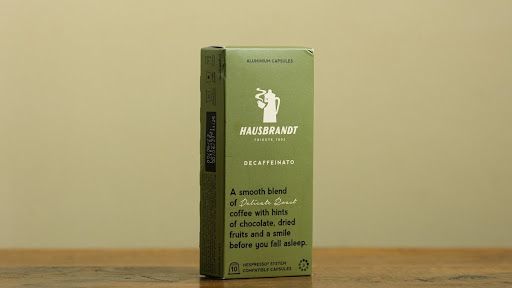 ALUMINIUM CAPSULES
HAUSBRANDT
TRIESTE 1892
DECAFFEINATO
A smooth blend
of Delicate Roast
coffee with hints
of chocolate, dried
fruits and a smile
before you fall asleep.
10
NESPRESSO® SYSTEM
COMPATIBLE CAPSULES